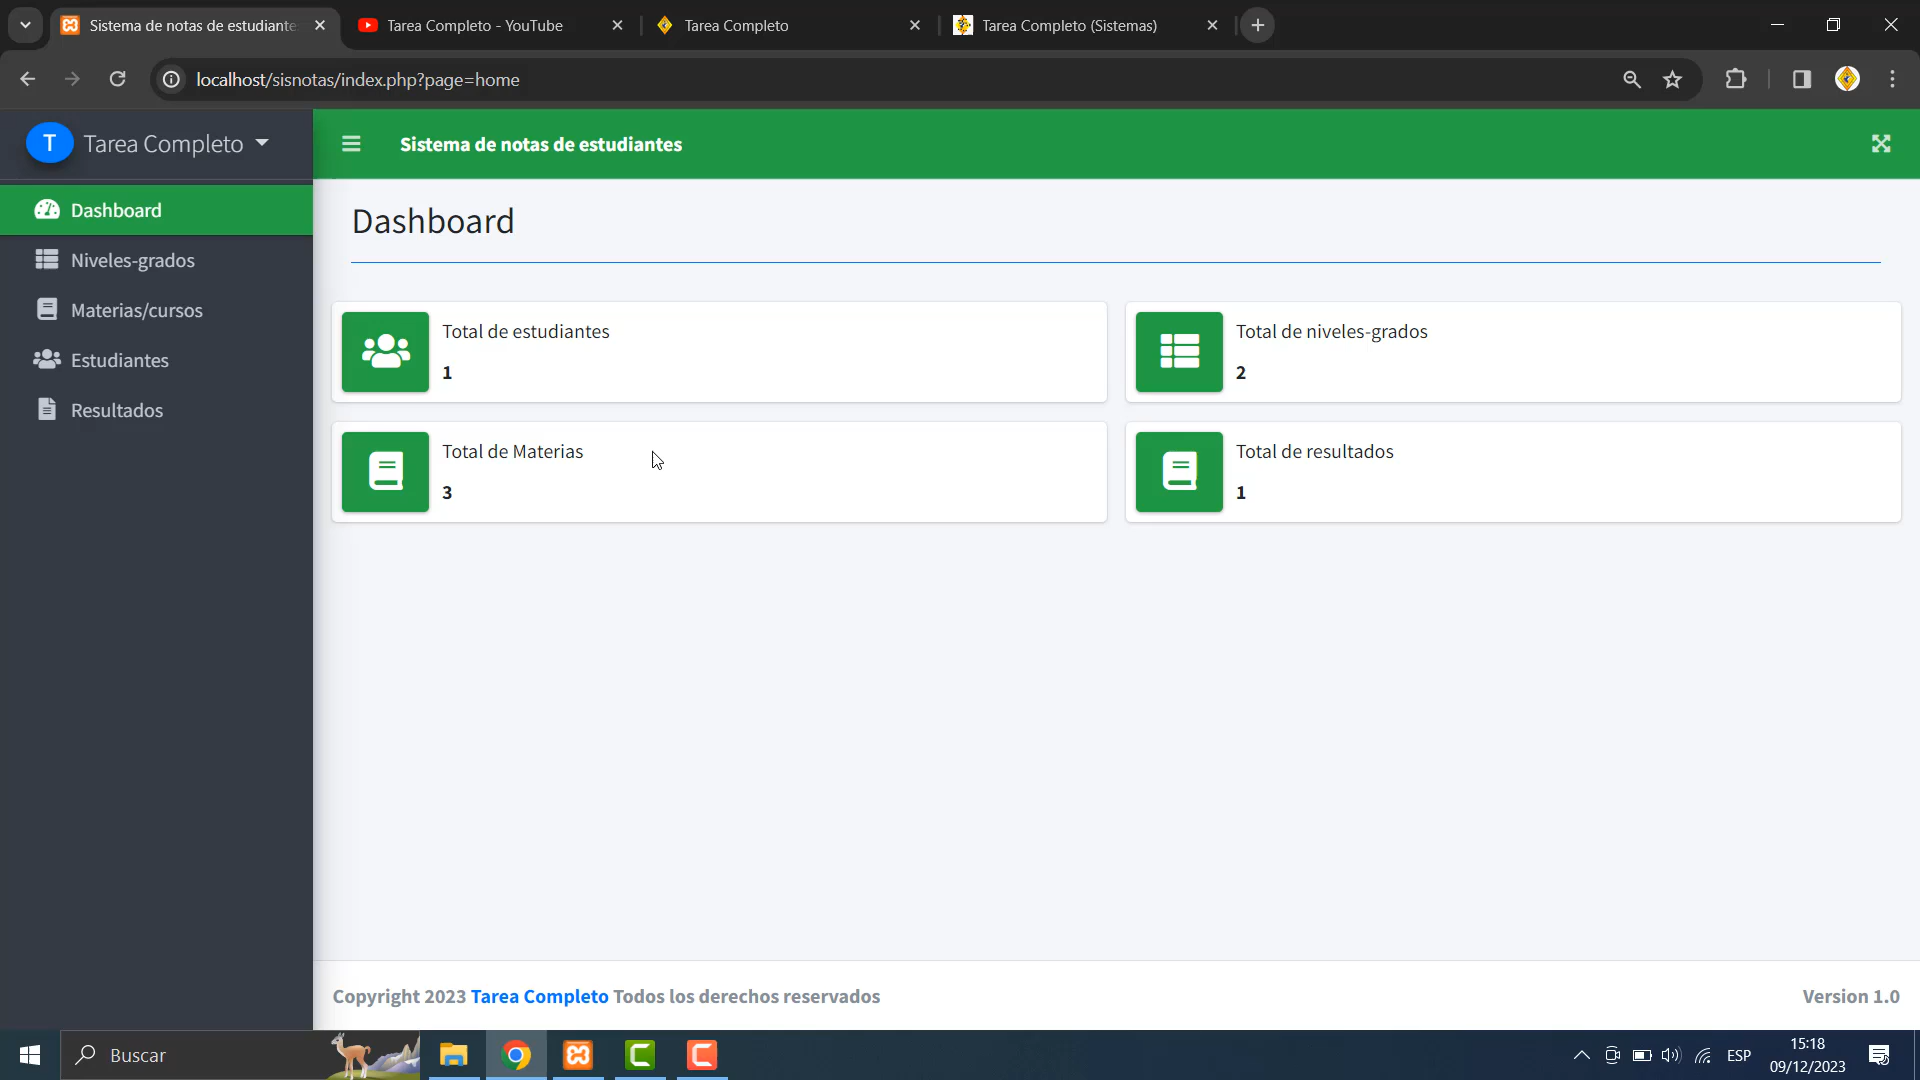 Sistema de notas de estudiante
Tarea Completo - YouTube
Tarea Completo
Tarea Completo (Sistemas)
localhost/sisnotas/index.php?page=home
T Tarea Completo
Sistema de notas de estudiantes
Dashboard
Niveles-grados
Materias/cursos
Estudiantes
Resultados
Dashboard
Total de estudiantes
1
Total de niveles-grados
2
Total de Materias
3
Total de resultados
1
Copyright 2023 Tarea Completo Todos los derechos reservados
Version 1.0
Buscar
ESP
15:18
09/12/2023